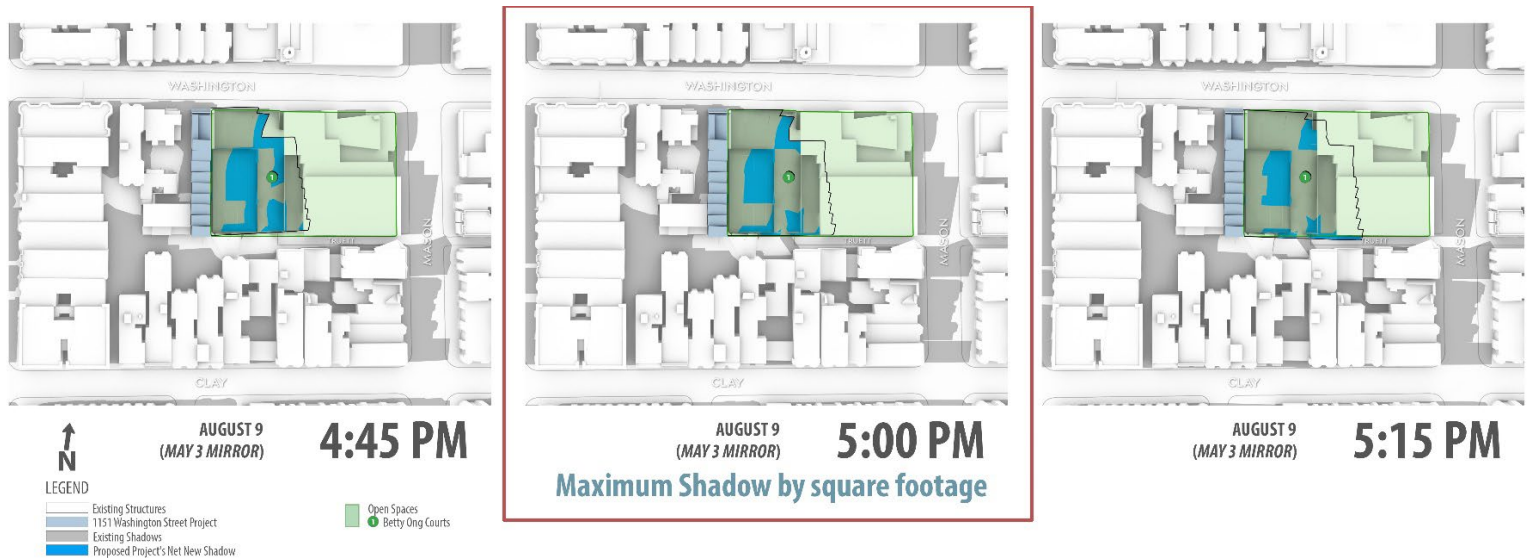 WASHINGTON
1
TRUETT
MASON
CLAY
WASHINGTON
1
TRUETT
MASON
CLAY
WASHINGTON
1
TRUETT
MASON
CLAY
N
AUGUST 9
(MAY 3 MIRROR)
4:45 PM
AUGUST 9
(MAY 3 MIRROR)
5:00 PM
Maximum Shadow by square footage
AUGUST 9
(MAY 3 MIRROR)
5:15 PM
LEGEND
Existing Structures
1151 Washington Street Project
Existing Shadows
Proposed Project's Net New Shadow
Open Spaces
1 Betty Ong Courts